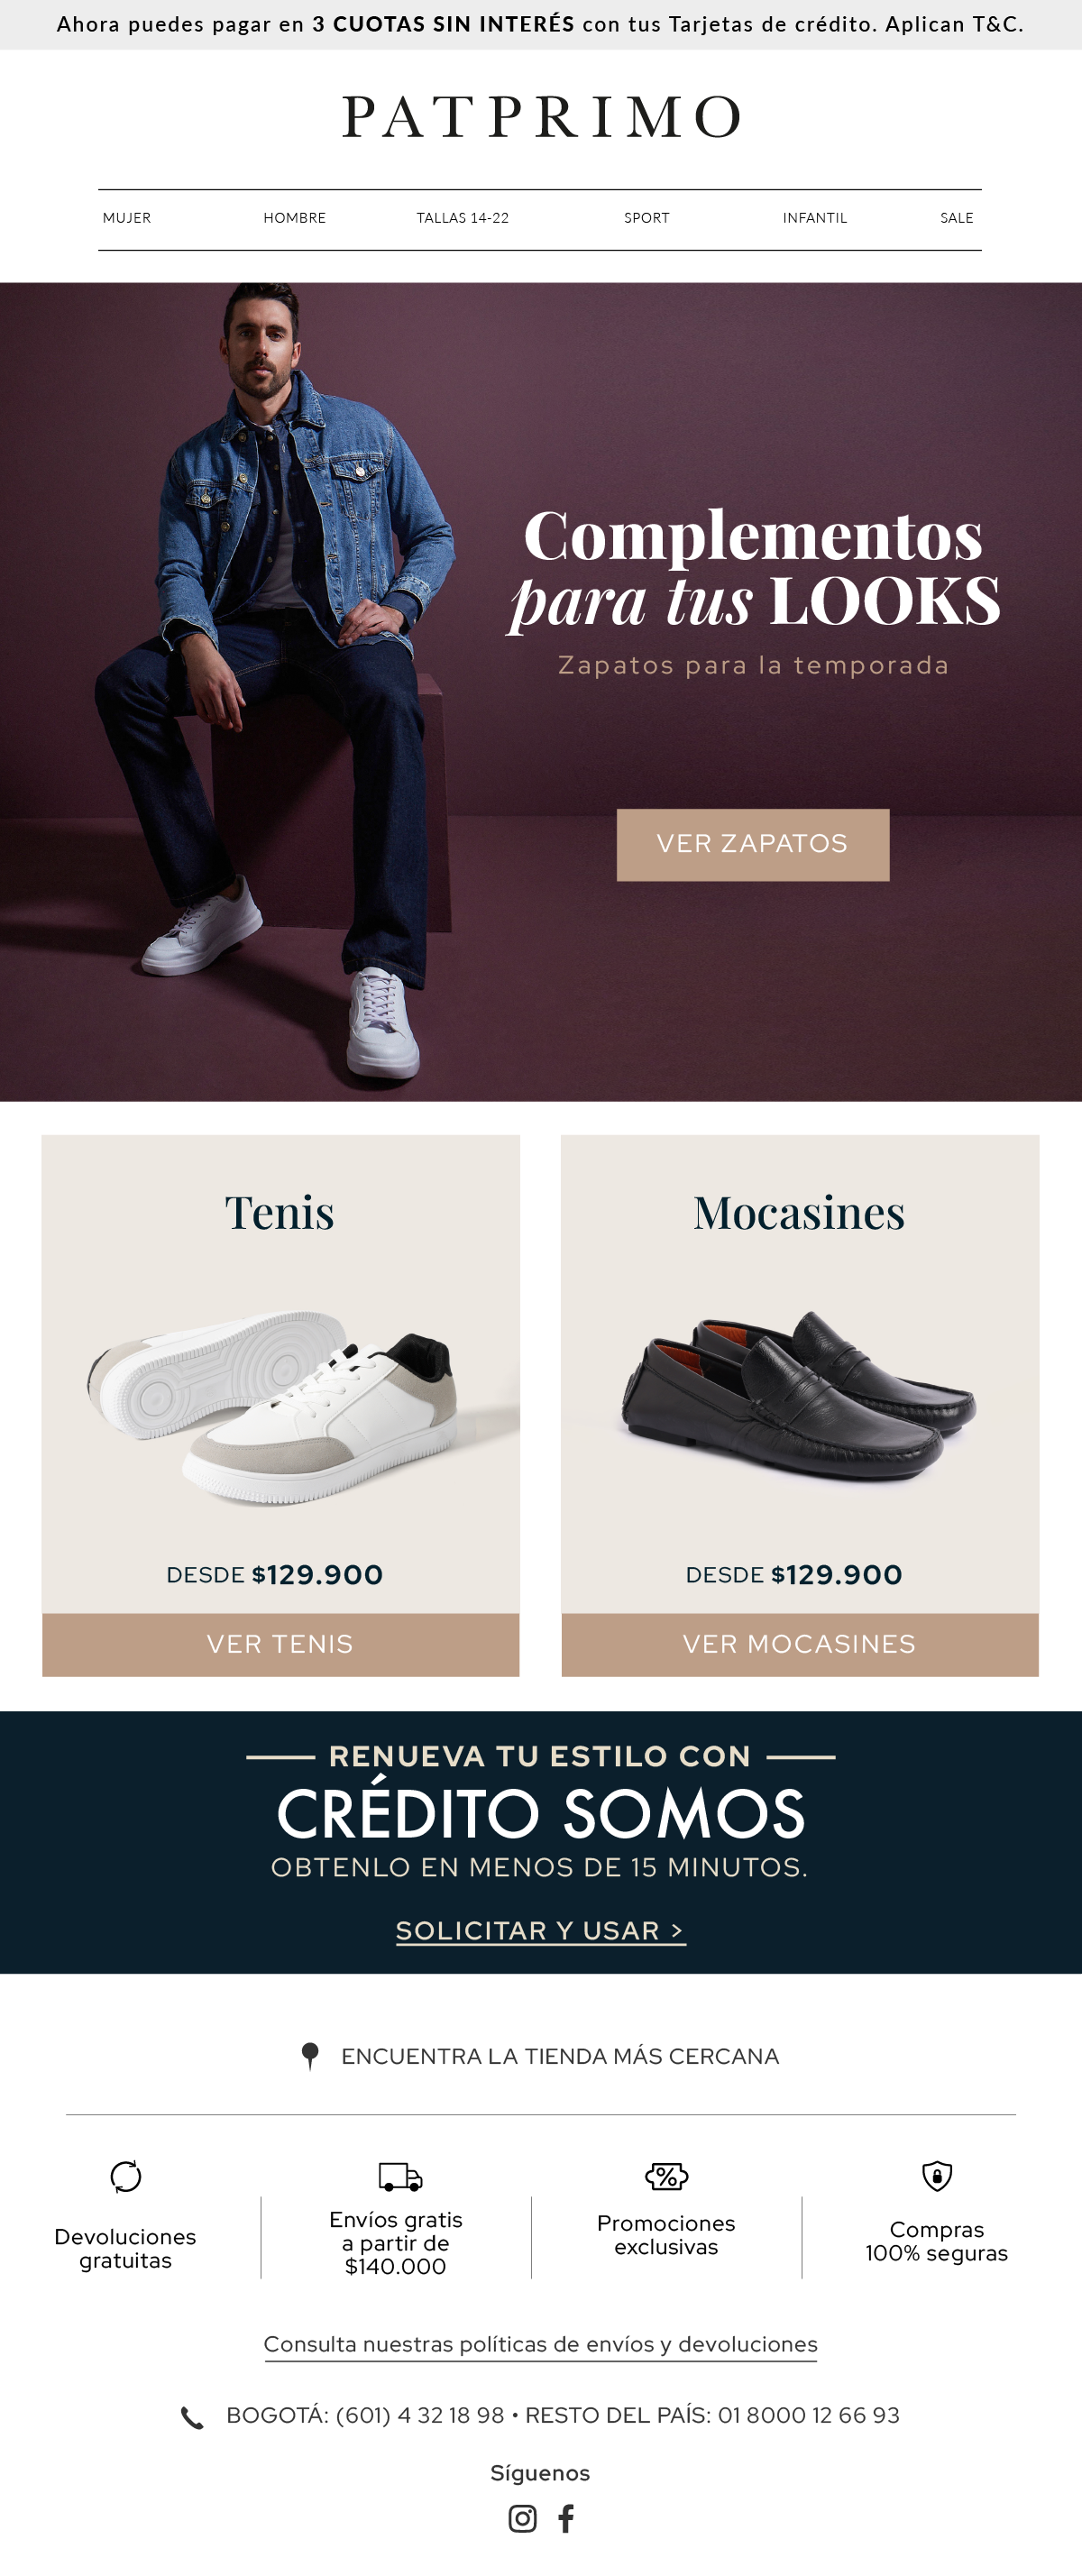 Ahora puedes pagar en 3 CUOTAS SIN INTERÉS con tus Tarjetas de crédito. Aplican T&C.
PATPRIMO
MUJER HOMBRE TALLAS 14-22 SPORT INFANTIL SALE
Complementos
para tus LOOKS
Zapatos para la temporada
VER ZAPATOS
Tenis
DESDE $129.900
VER TENIS
Mocasines
DESDE $129.900
VER MOCASINES
RENUEVA TU ESTILO CON
CRÉDITO SOMOS
OBTENLO EN MENOS DE 15 MINUTOS.
SOLICITAR Y USAR >
ENCUENTRA LA TIENDA MÁS CERCANA
Devoluciones
gratuitas
Envíos gratis
a partir de
$140.000
Promociones
exclusivas
Compras
100% seguras
Consulta nuestras políticas de envíos y devoluciones
BOGOTÁ: (601) 4 32 18 98 • RESTO DEL PAÍS: 01 8000 12 66 93
Síguenos